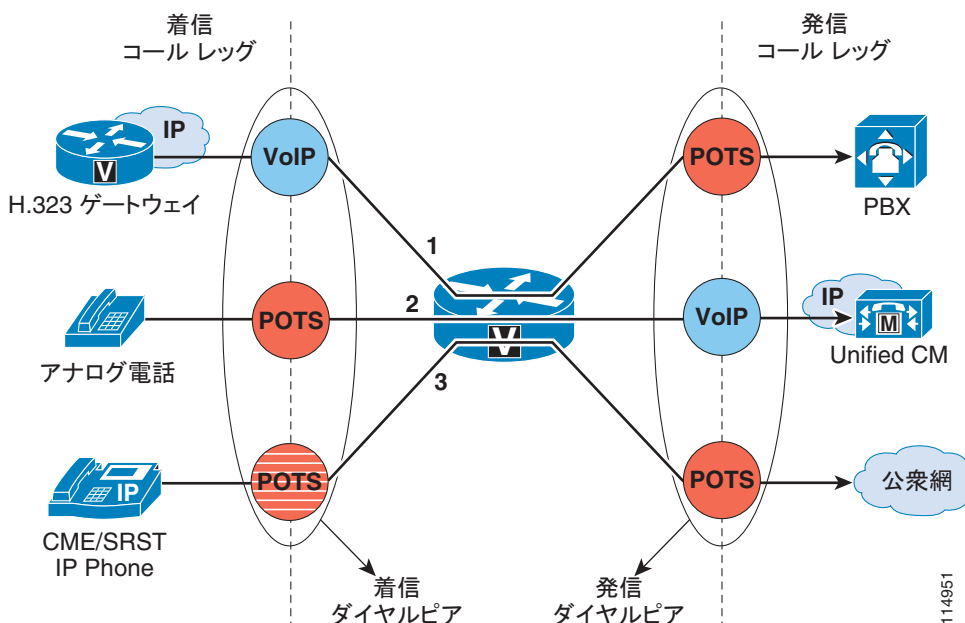 着信
コール レッグ
発信
コール レッグ
IP
VoIP
POTS
V
H.323 ゲートウェイ
PBX
1
2
IP
POTS
VoIP
M
V
アナログ電話
Unified CM
3
POTS
POTS
IP
公衆網
CME/SRST
IP Phone
着信
ダイヤルピア
発信
ダイヤルピア
114951